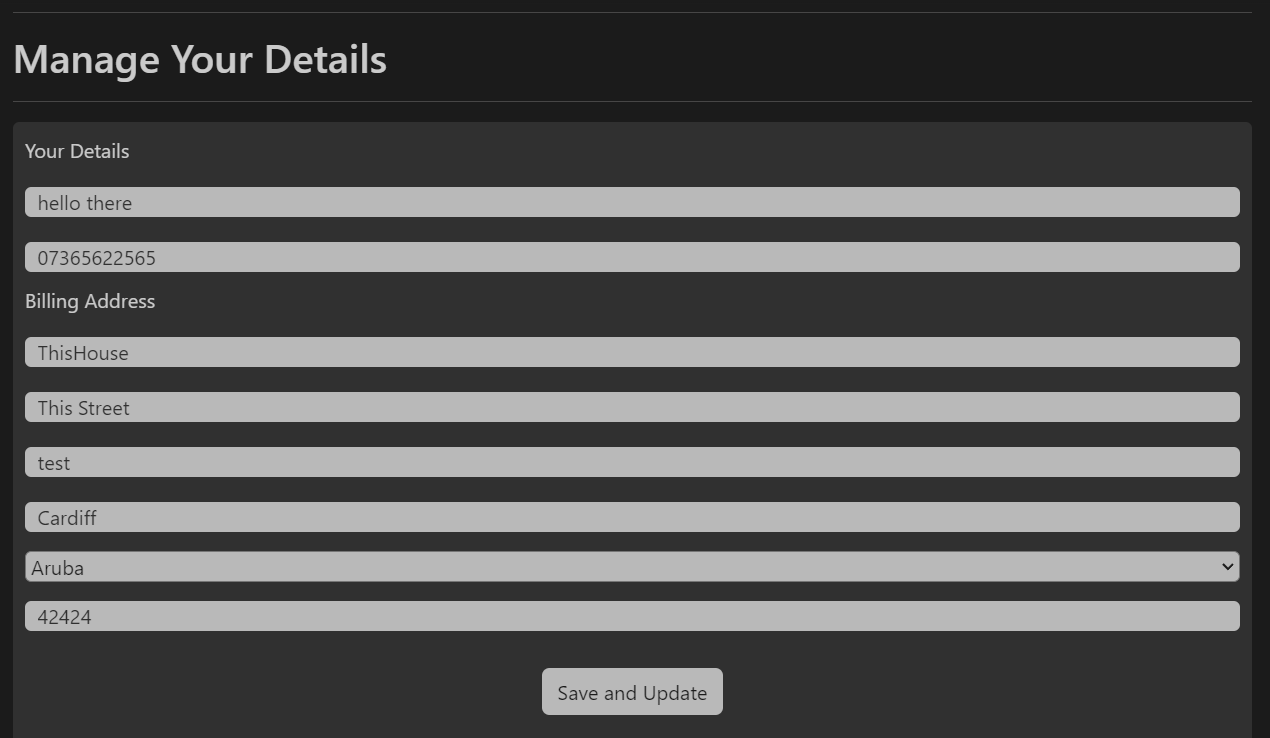 Manage Your Details
Your Details
hello there
07365622565
Billing Address
ThisHouse
This Street
test
Cardiff
Aruba
42424
Save and Update